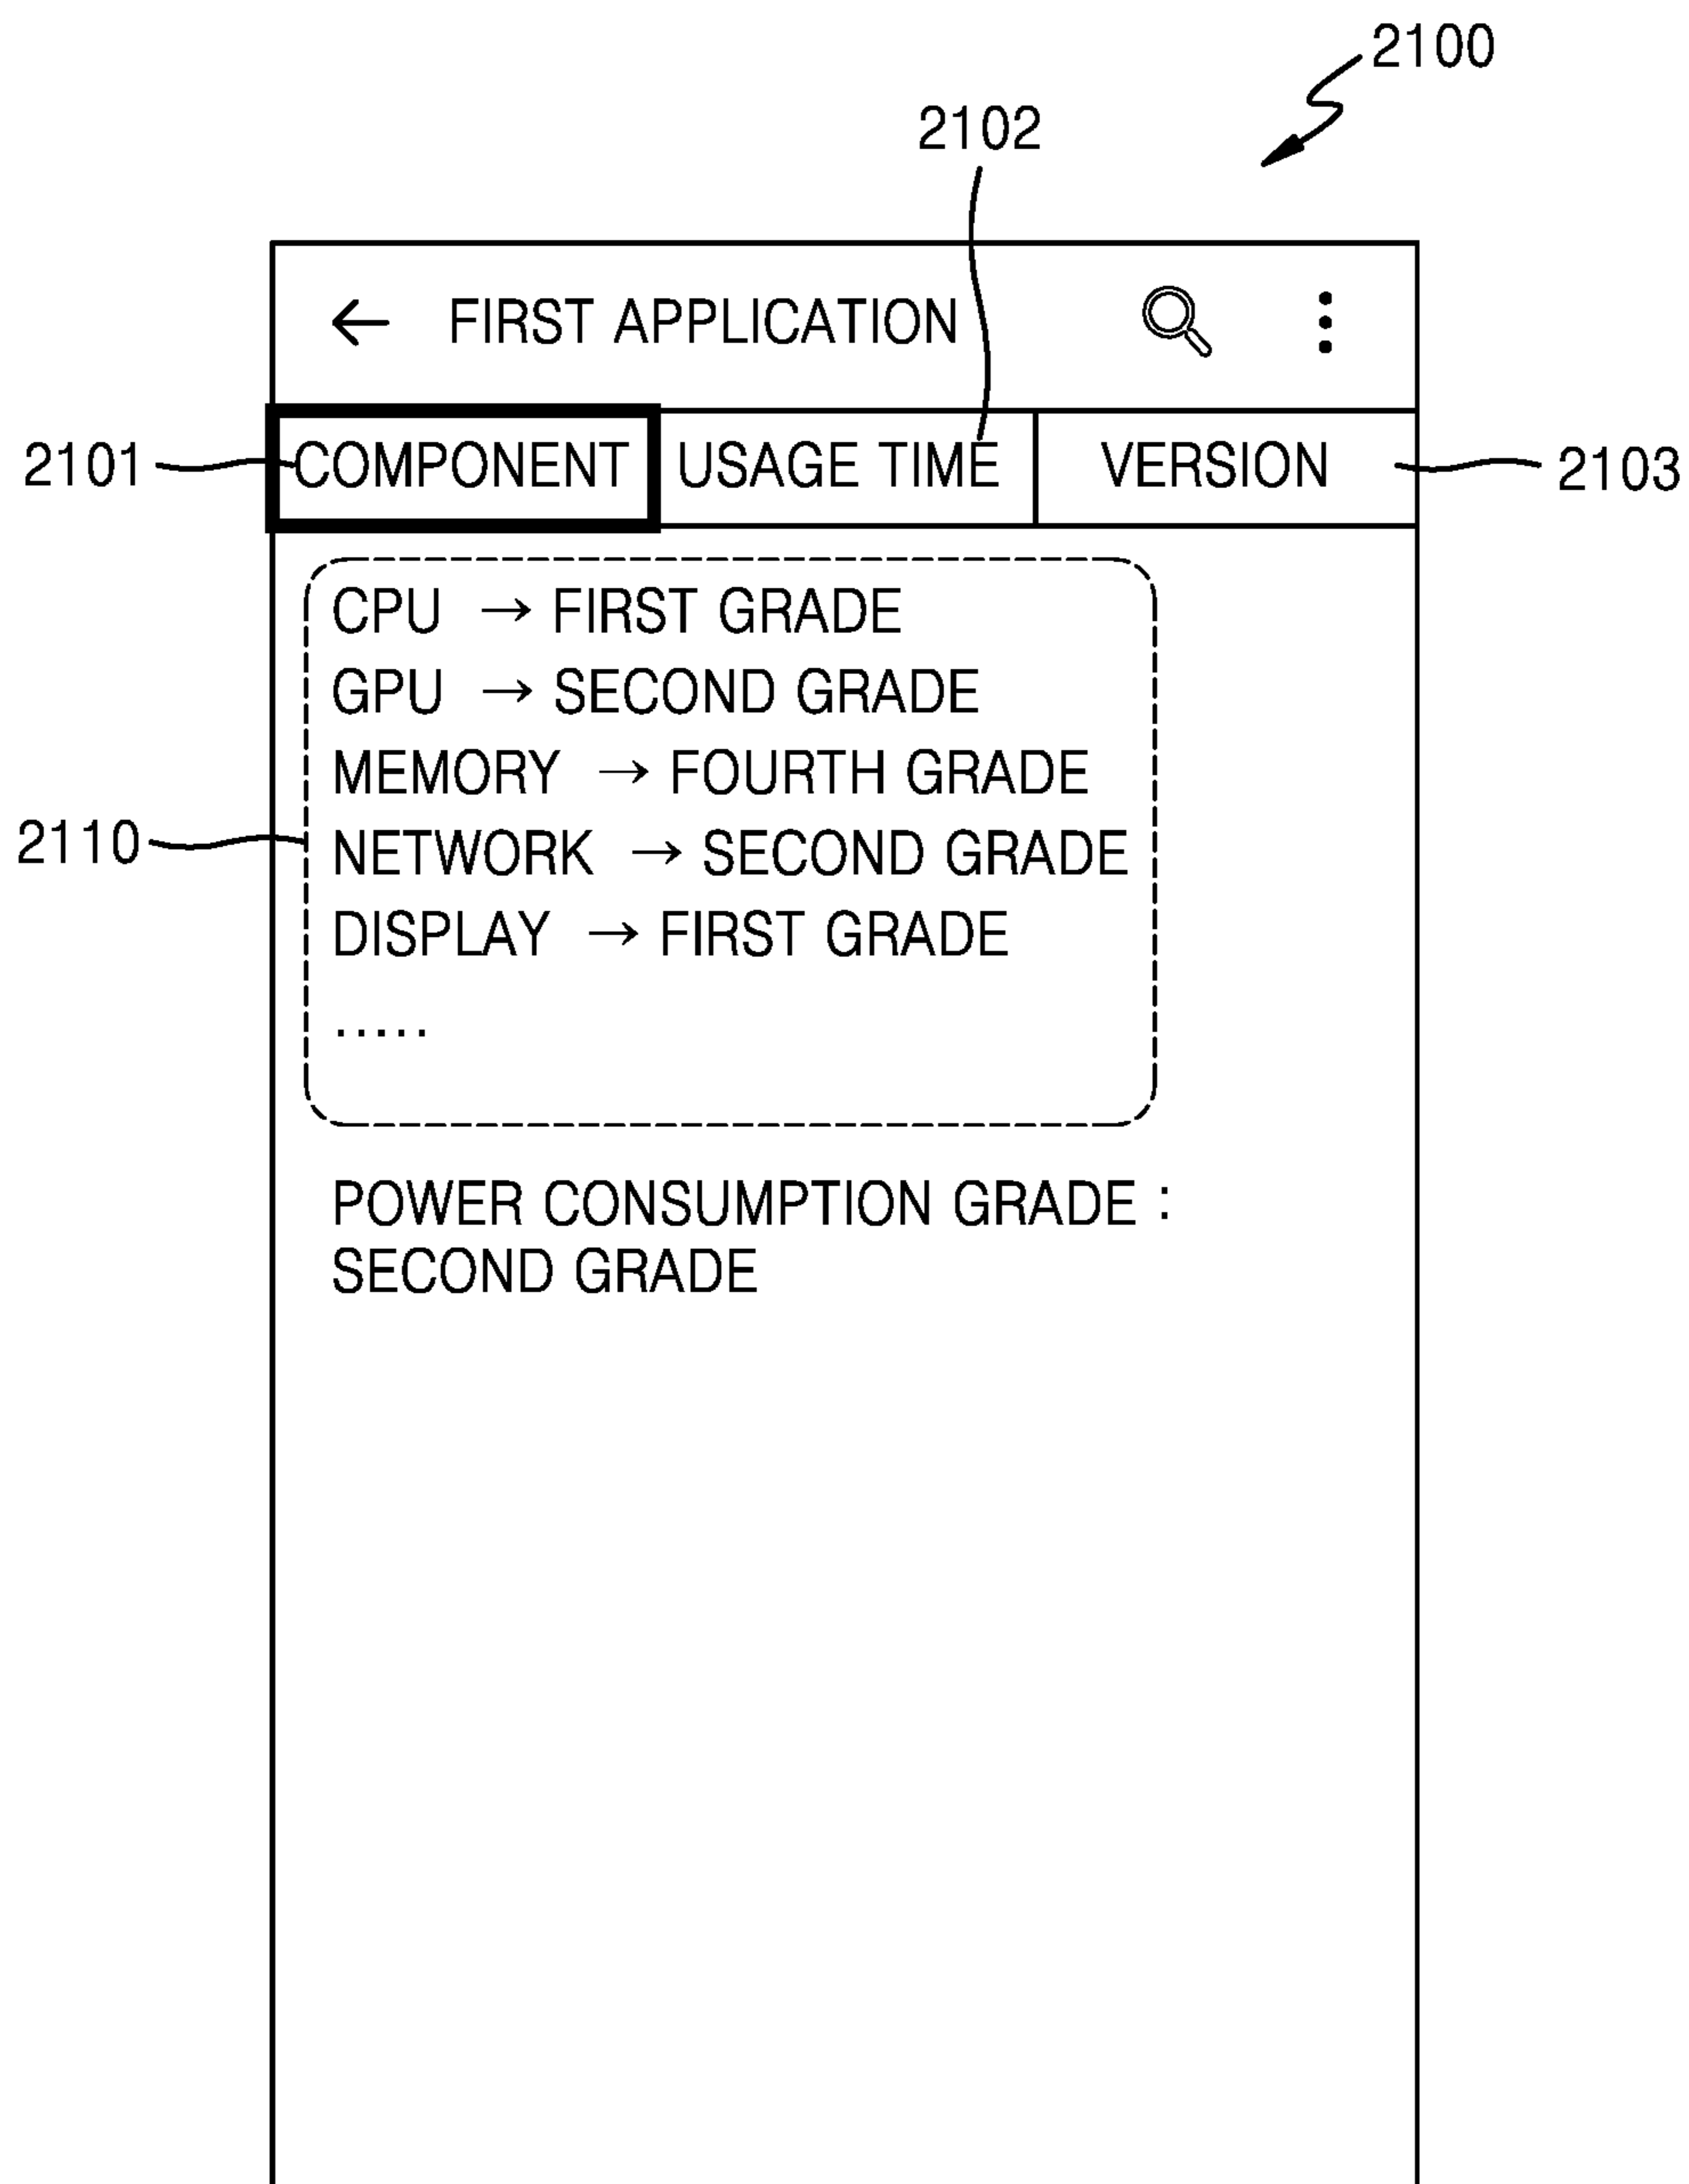 2100
2102
← FIRST APPLICATION
2101 COMPONENT USAGE TIME VERSION 2103
CPU → FIRST GRADE
GPU → SECOND GRADE
MEMORY → FOURTH GRADE
2110 NETWORK → SECOND GRADE
DISPLAY → FIRST GRADE
.....
POWER CONSUMPTION GRADE :
SECOND GRADE